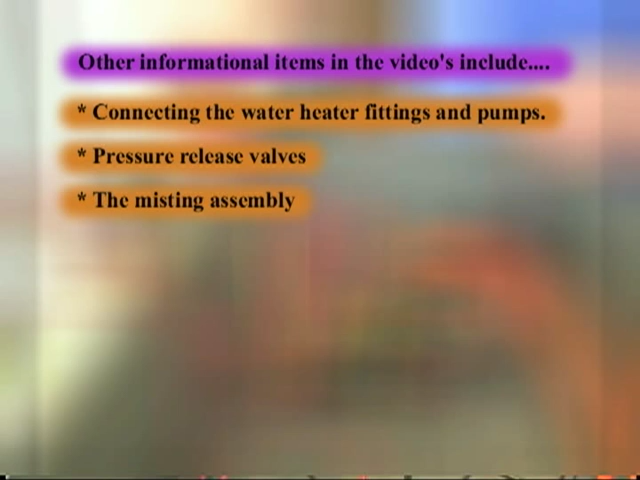 Other informational items in the video's include....
* Connecting the water heater fittings and pumps.
* Pressure release valves
* The misting assembly